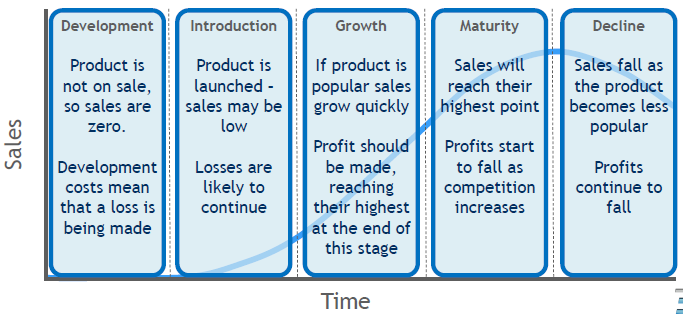 Development
Product is
not on sale,
so sales are
zero.
Development
costs mean
that a loss is
being made
Introduction
Product is
launched –
sales may be
low
Losses are
likely to
continue
Growth
If product is
popular sales
grow quickly
Profit should
be made,
reaching
their highest
at the end of
this stage
Maturity
Sales will
reach their
highest point
Profits start
to fall as
competition
increases
Decline
Sales fall as
the product
becomes less
popular
Profits
continue to
fall
Sales
Time